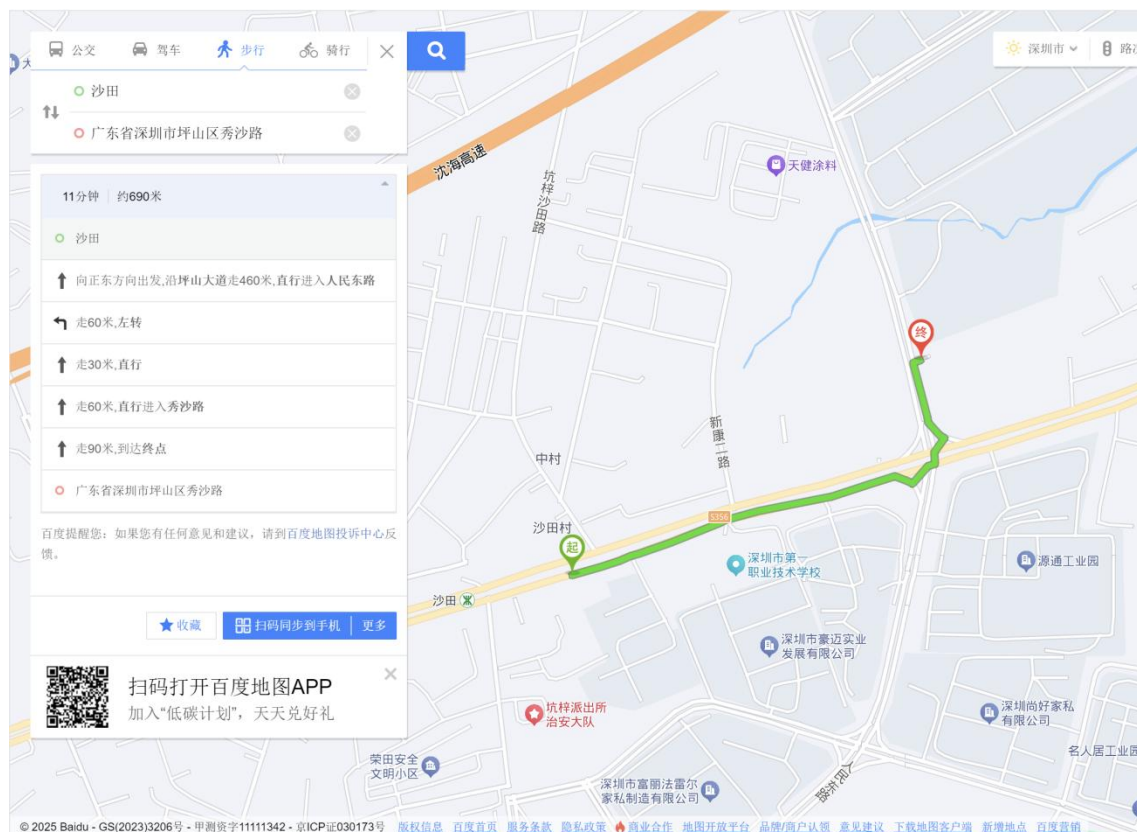 公交 驾车 步行 骑行
沙田
广东省深圳市坪山区秀沙路
11分钟 约690米
沙田
向正东方向出发,沿坪山大道走460米,直行进入人民东路
走60米,左转
走30米,直行
走60米,直行进入秀沙路
走90米,到达终点
广东省深圳市坪山区秀沙路
百度提醒您：如果您有任何意见和建议，请到百度地图投诉中心反
馈。
收藏 扫码同步到手机 更多
扫码打开百度地图APP
加入“低碳计划”，天天兑好礼
深圳市
沈海高速
坑梓沙田路
天健涂料
终
新康二路
中村
S356
沙田村
起
深圳市第一
职业技术学校
源通工业园
沙田
深圳市豪迈实业
发展有限公司
坑梓派出所
治安大队
深圳尚好家私
有限公司
名人居工业园
荣田安全
文明小区
人民东路
深圳市富丽法雷尔
家私制造有限公司
© 2025 Baidu - GS(2023)3206号 - 甲测资字11111342 - 京ICP证030173号 版权信息 百度首页 服务条款 隐私政策 商业合作 地图开放平台 品牌/商户认领 意见建议 下载地图客户端 新增地点 百度营销